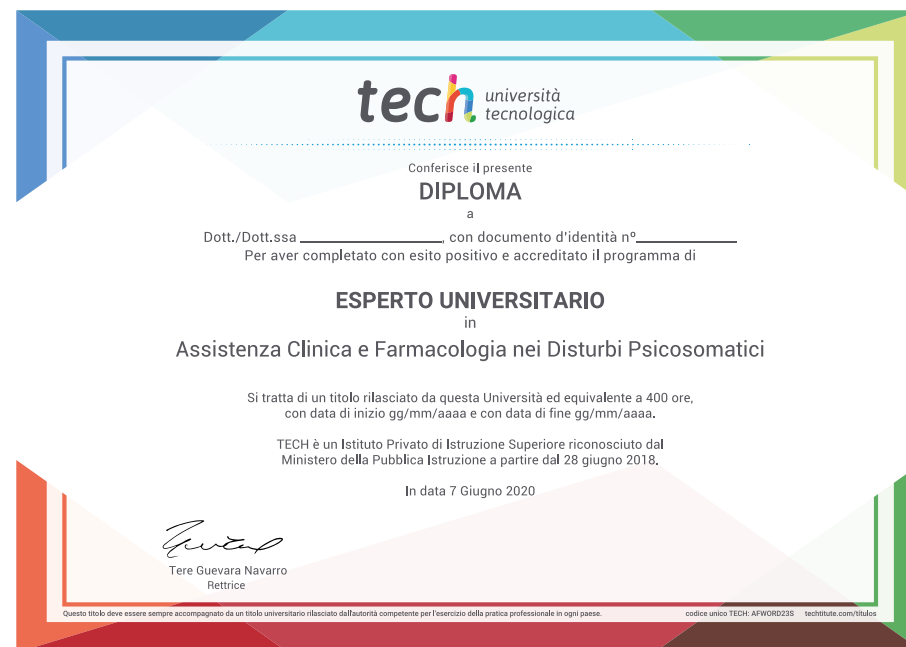 tech università
tecnologica
Conferisce il presente
DIPLOMA
a
Dott./Dott.ssa ________________, con documento d'identità nº____________
Per aver completato con esito positivo e accreditato il programma di
ESPERTO UNIVERSITARIO
in
Assistenza Clinica e Farmacologia nei Disturbi Psicosomatici
Si tratta di un titolo rilasciato da questa Università ed equivalente a 400 ore,
con data di inizio gg/mm/aaaa e con data di fine gg/mm/aaaa.
TECH è un Istituto Privato di Istruzione Superiore riconosciuto dal
Ministero della Pubblica Istruzione a partire dal 28 giugno 2018.
In data 7 Giugno 2020
Tere Guevara Navarro
Rettrice
Questo titolo deve essere sempre accompagnato da un titolo universitario rilasciato dall'autorità competente per l'esercizio della pratica professionale in ogni paese. codice unico TECH: AFWORD23S techtitute.com/títulos